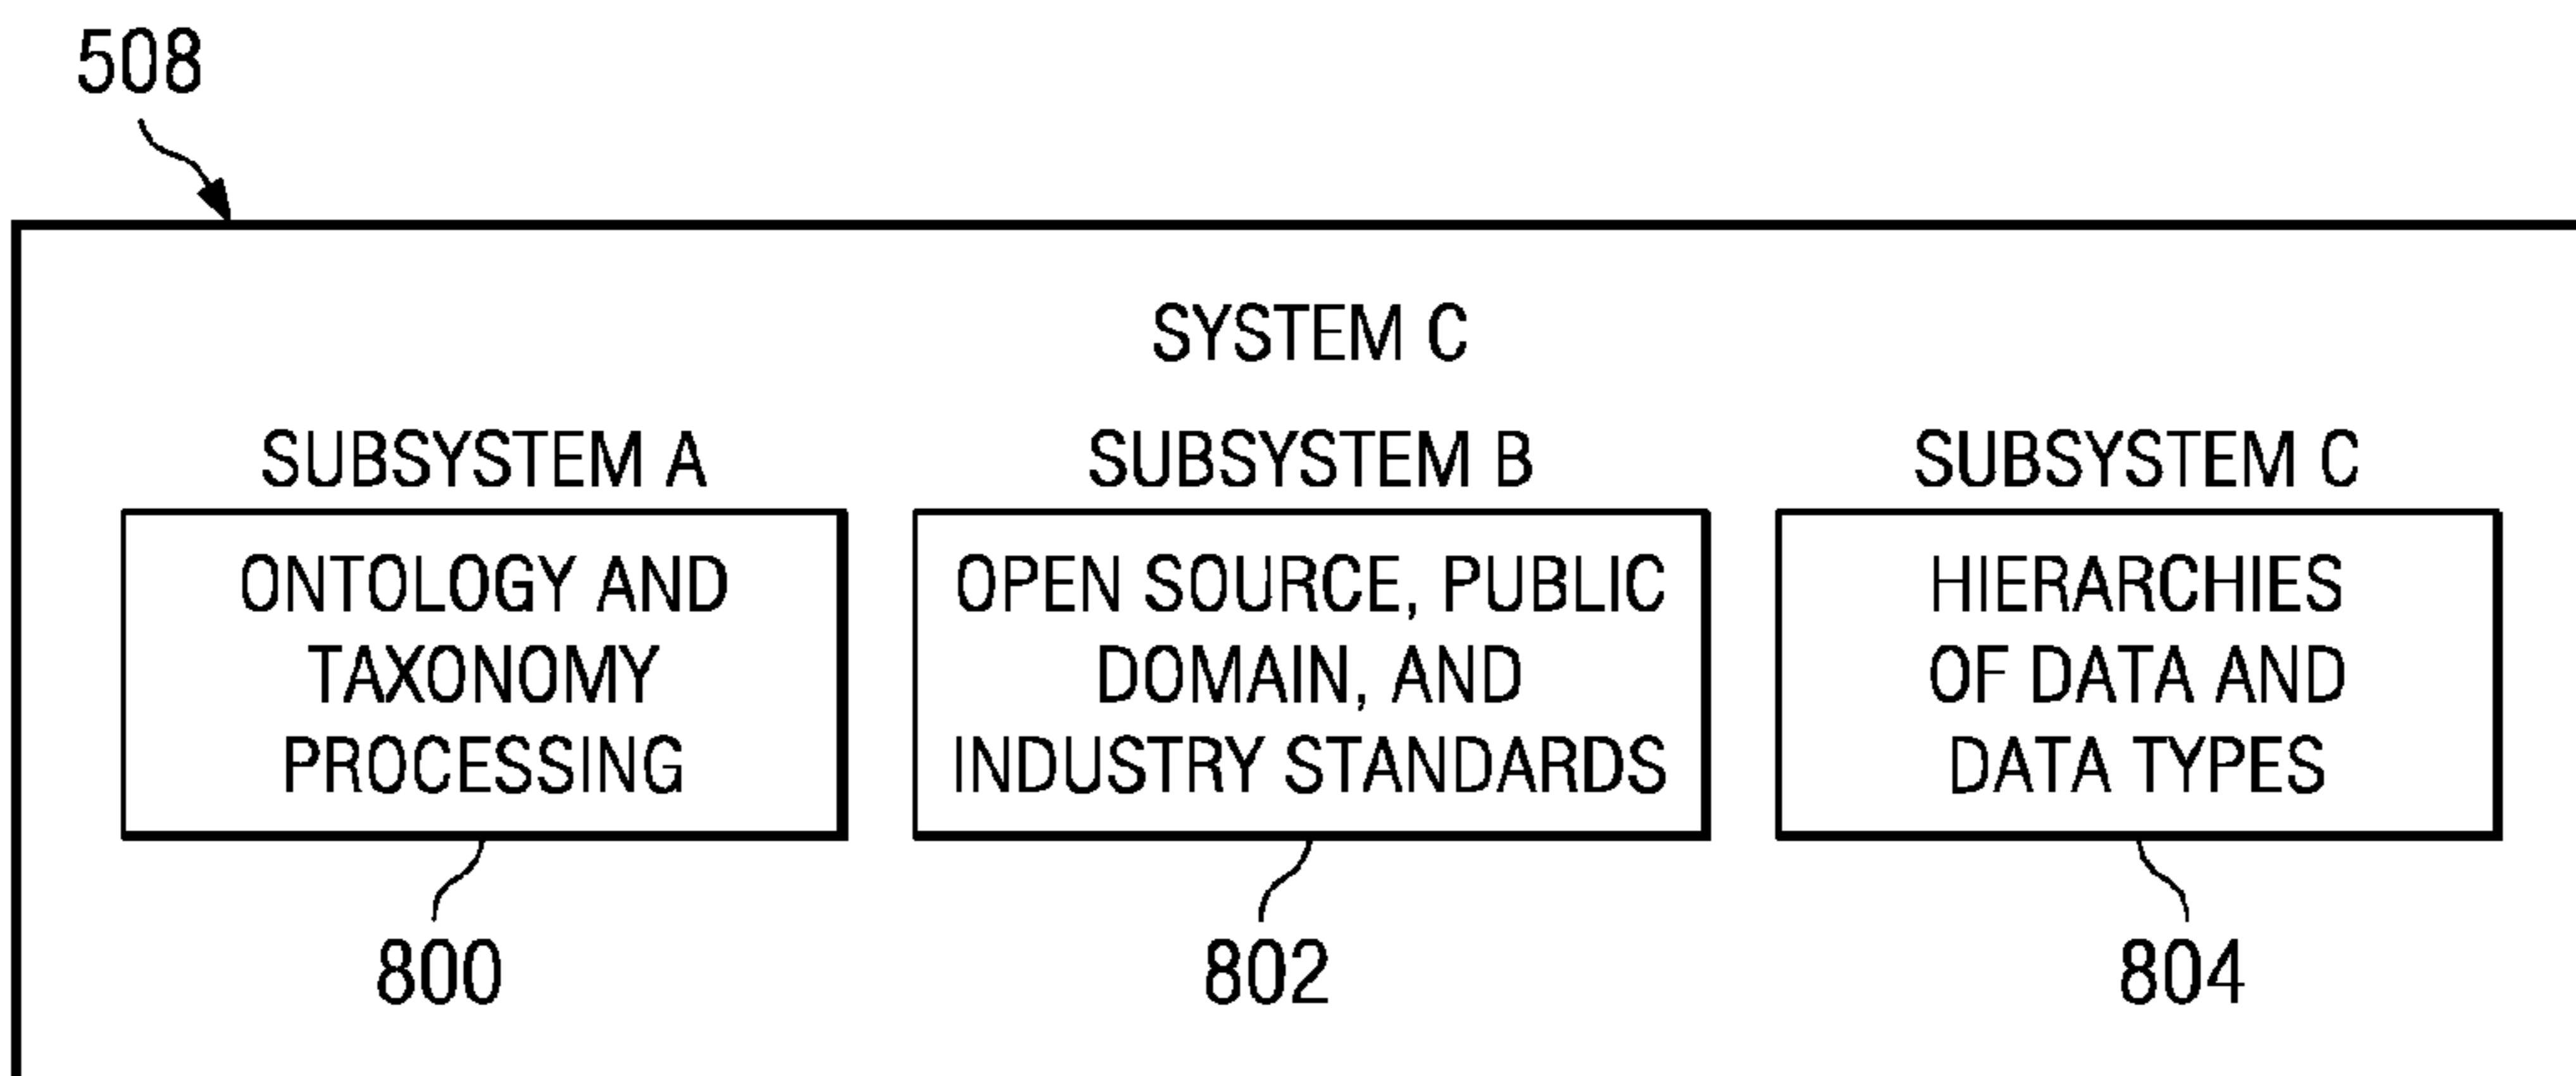 508
SYSTEM C
SUBSYSTEM A
ONTOLOGY AND
TAXONOMY
PROCESSING
800
SUBSYSTEM B
OPEN SOURCE, PUBLIC
DOMAIN, AND
INDUSTRY STANDARDS
802
SUBSYSTEM C
HIERARCHIES
OF DATA AND
DATA TYPES
804